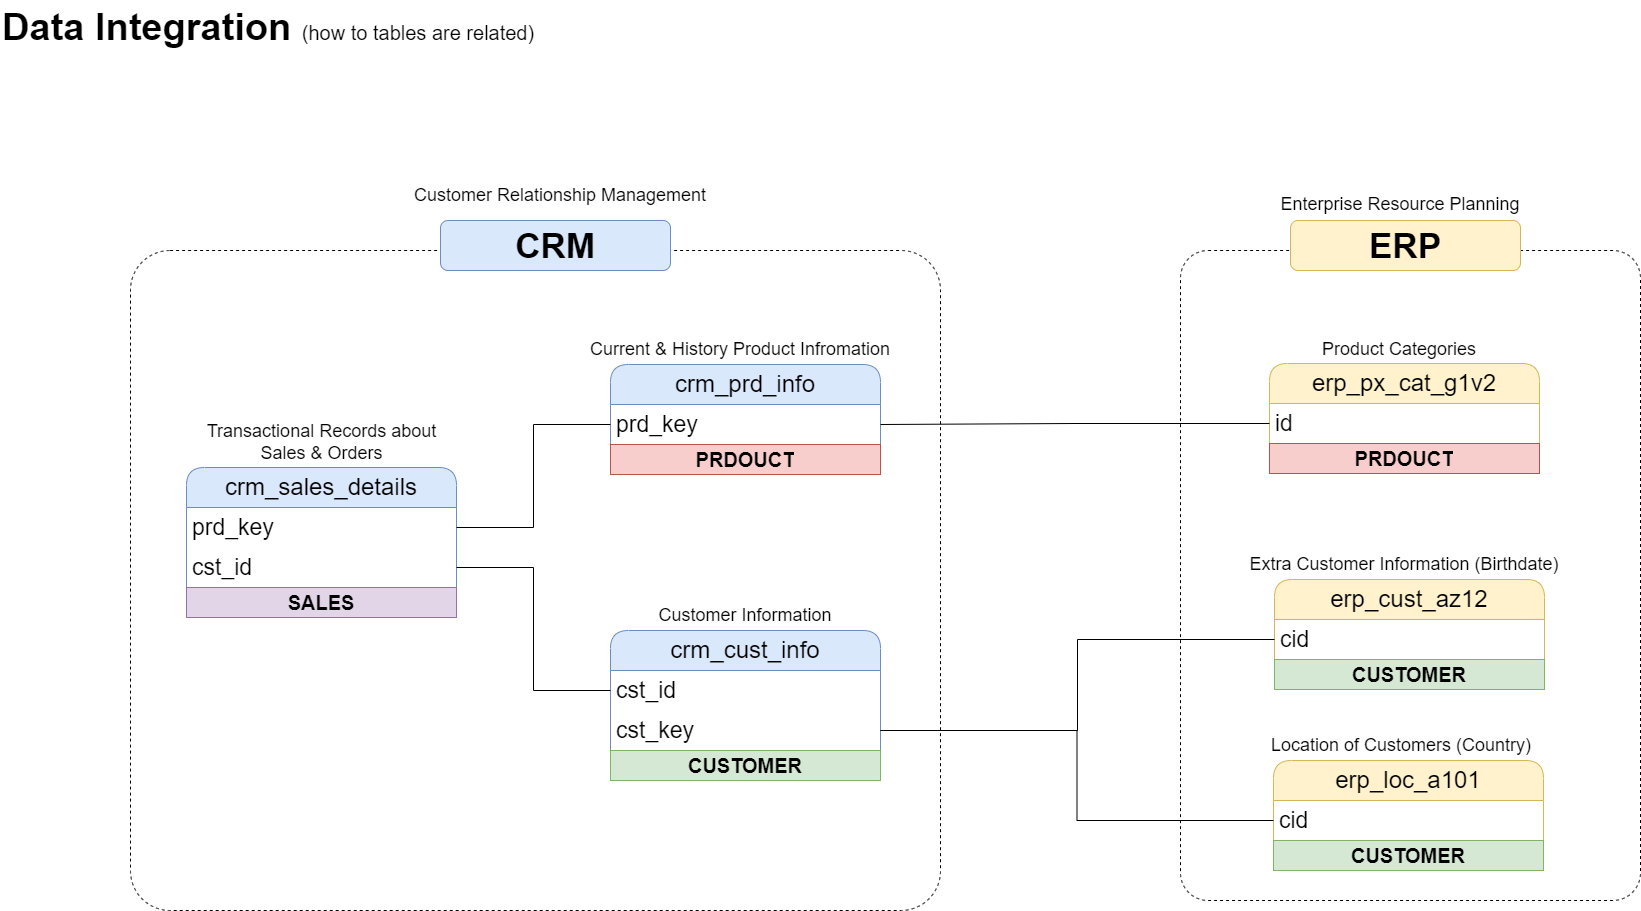 Data Integration (how to tables are related)
Customer Relationship Management
CRM
Current & History Product Infromation
crm_prd_info
prd_key
PRDOUCT
Transactional Records about
Sales & Orders
crm_sales_details
prd_key
cst_id
SALES
Customer Information
crm_cust_info
cst_id
cst_key
CUSTOMER
Enterprise Resource Planning
ERP
Product Categories
erp_px_cat_g1v2
id
PRDOUCT
Extra Customer Information (Birthdate)
erp_cust_az12
cid
CUSTOMER
Location of Customers (Country)
erp_loc_a101
cid
CUSTOMER